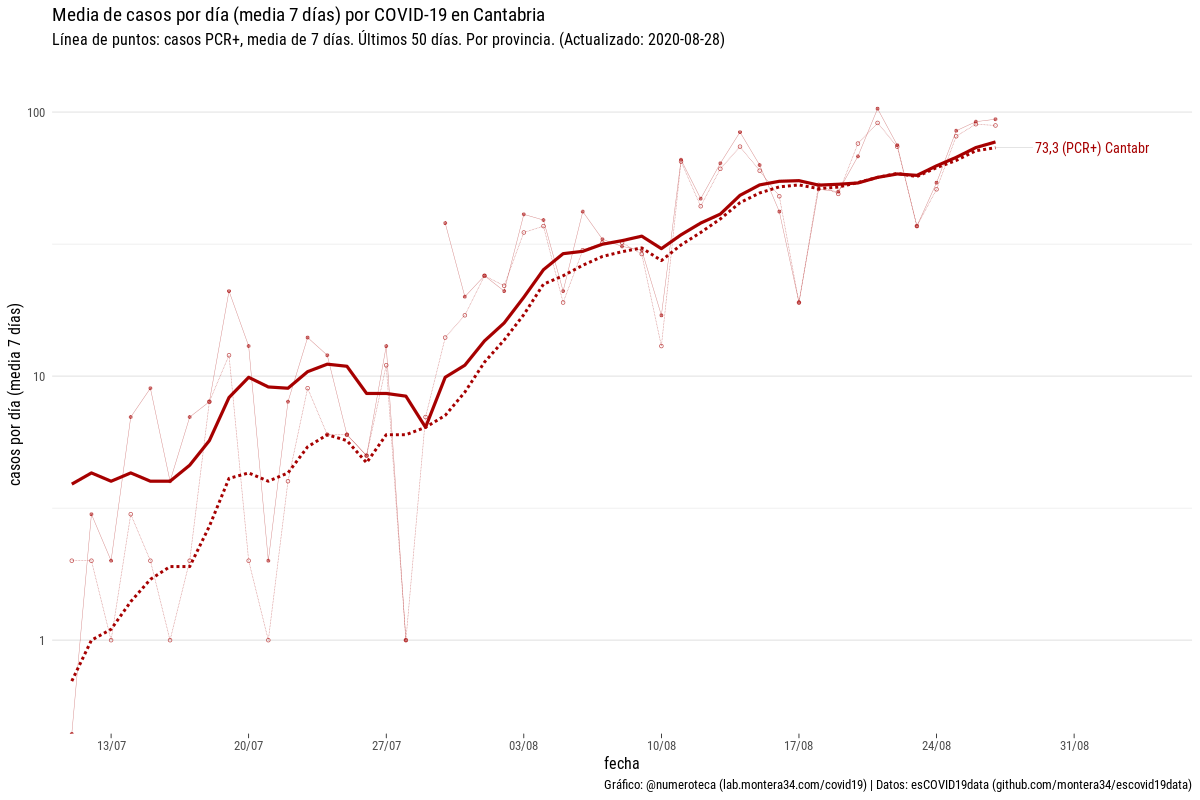 Media de casos por día (media 7 días) por COVID-19 en Cantabria
Línea de puntos: casos PCR+, media de 7 días. Últimos 50 días. Por provincia. (Actualizado: 2020-08-28)
casos por día (media 7 días)
100
10
1
73,3 (PCR+) Cantabr
13/07
20/07
27/07
03/08
10/08
17/08
24/08
31/08
fecha
Gráfico: @numeroteca (lab.montera34.com/covid19) | Datos: esCOVID19data (github.com/montera34/escovid19data)